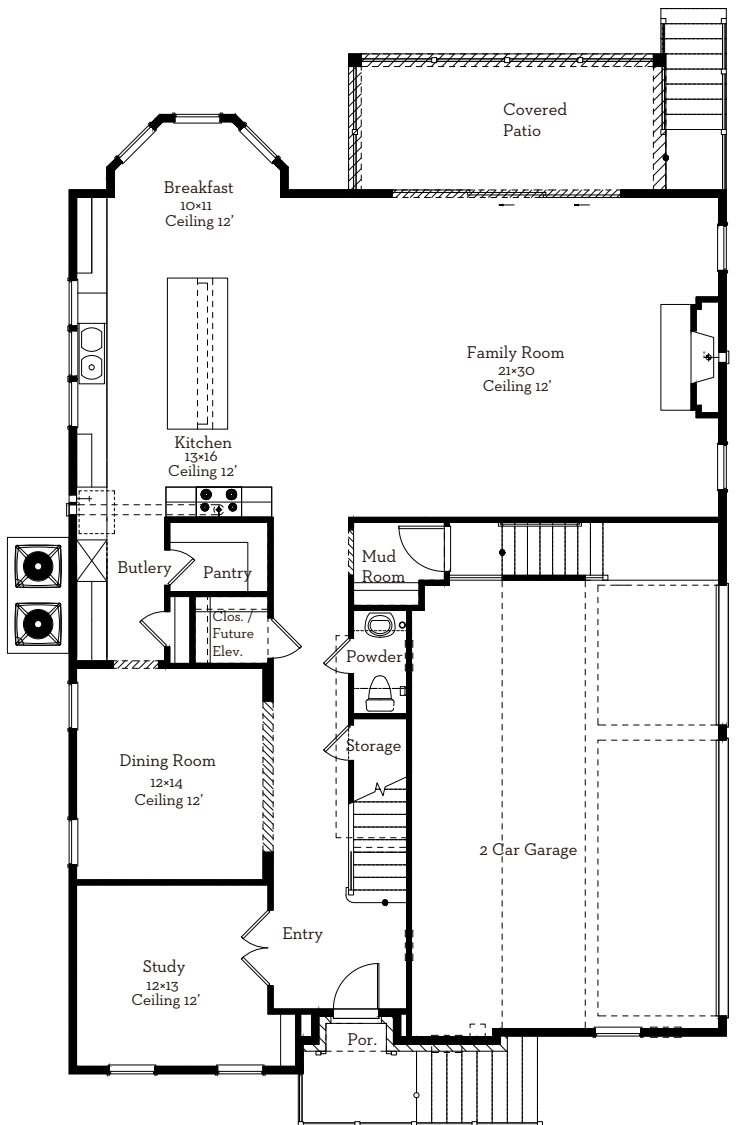 Covered
Patio
Breakfast
10×11
Ceiling 12'
Family Room
21×30
Ceiling 12'
Kitchen
13×16
Ceiling 12'
Butlery
Pantry
Mud
Room
Clos. /
Future
Elev.
Powder
Storage
Dining Room
12×14
Ceiling 12'
2 Car Garage
Entry
Study
12×13
Ceiling 12'
Por.